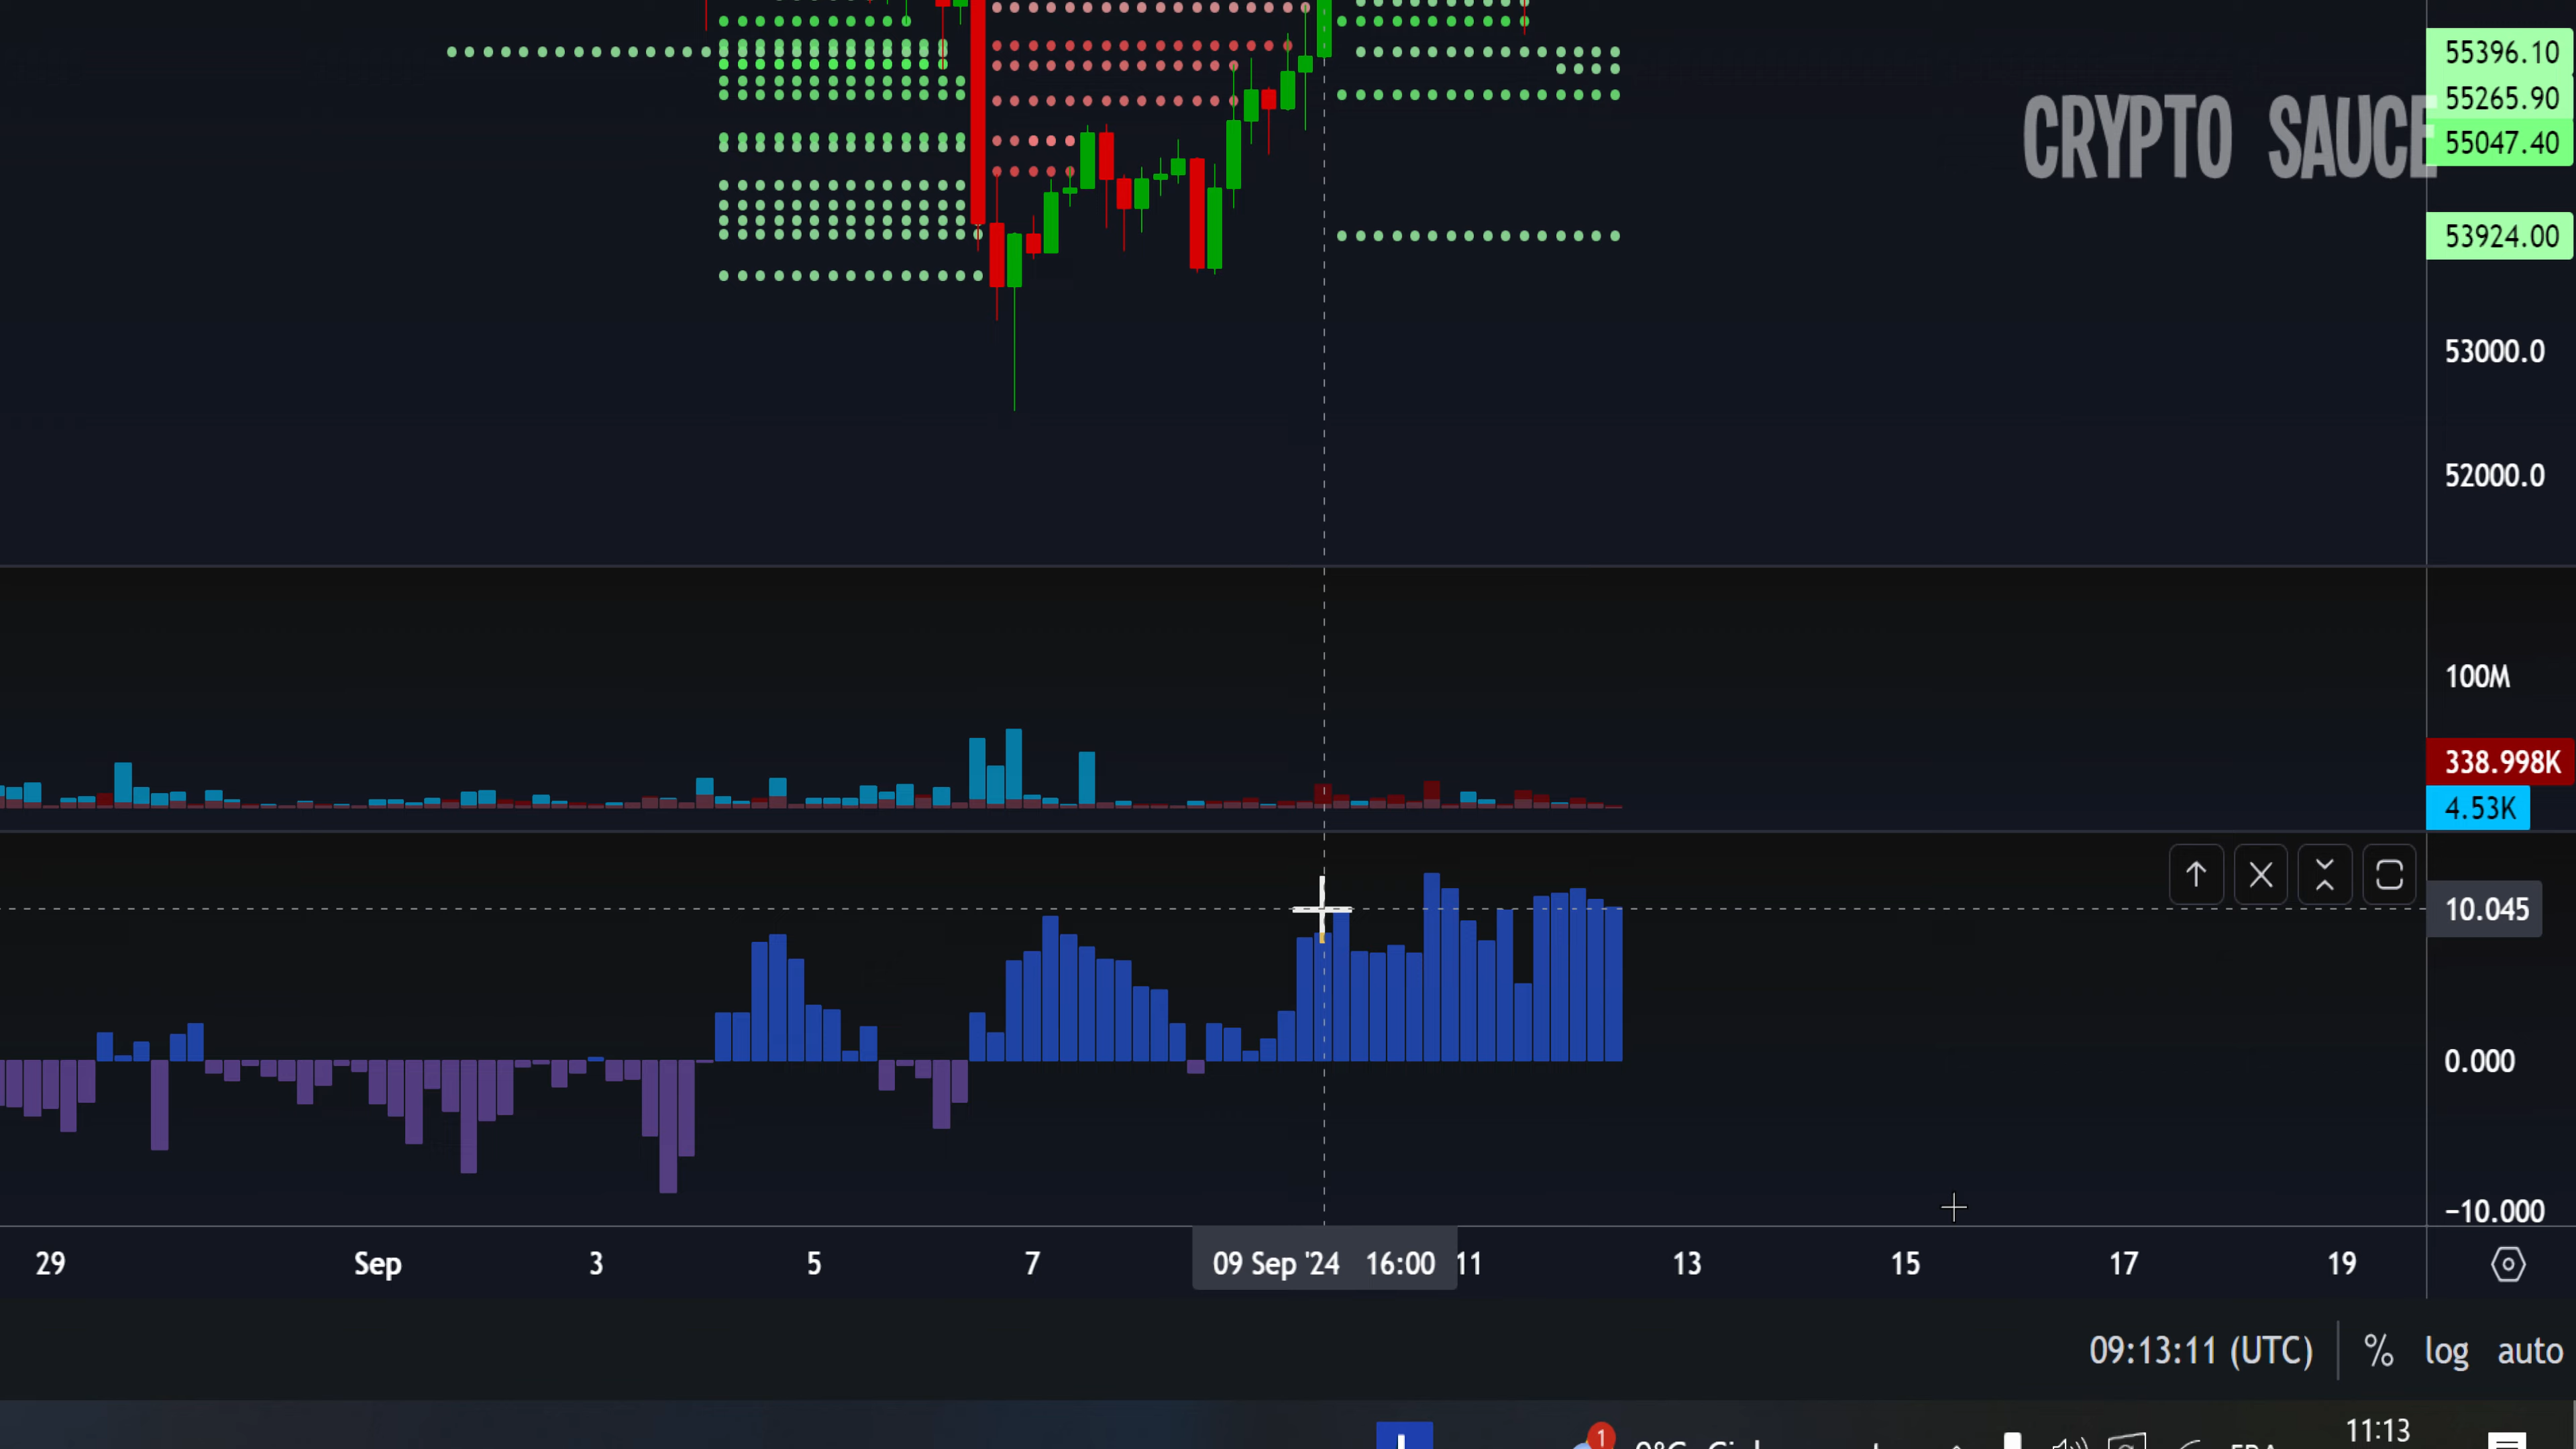 55396.10
CRYPTO SAUCE
55265.90
55047.40
53924.00
53000.0
52000.0
100M
338.998K
4.53K
10.045
0.000
-10.000
29 Sep 3 5 7 09 Sep '24 16:00 11 13 15 17 19
09:13:11 (UTC) % log auto
1
11:13